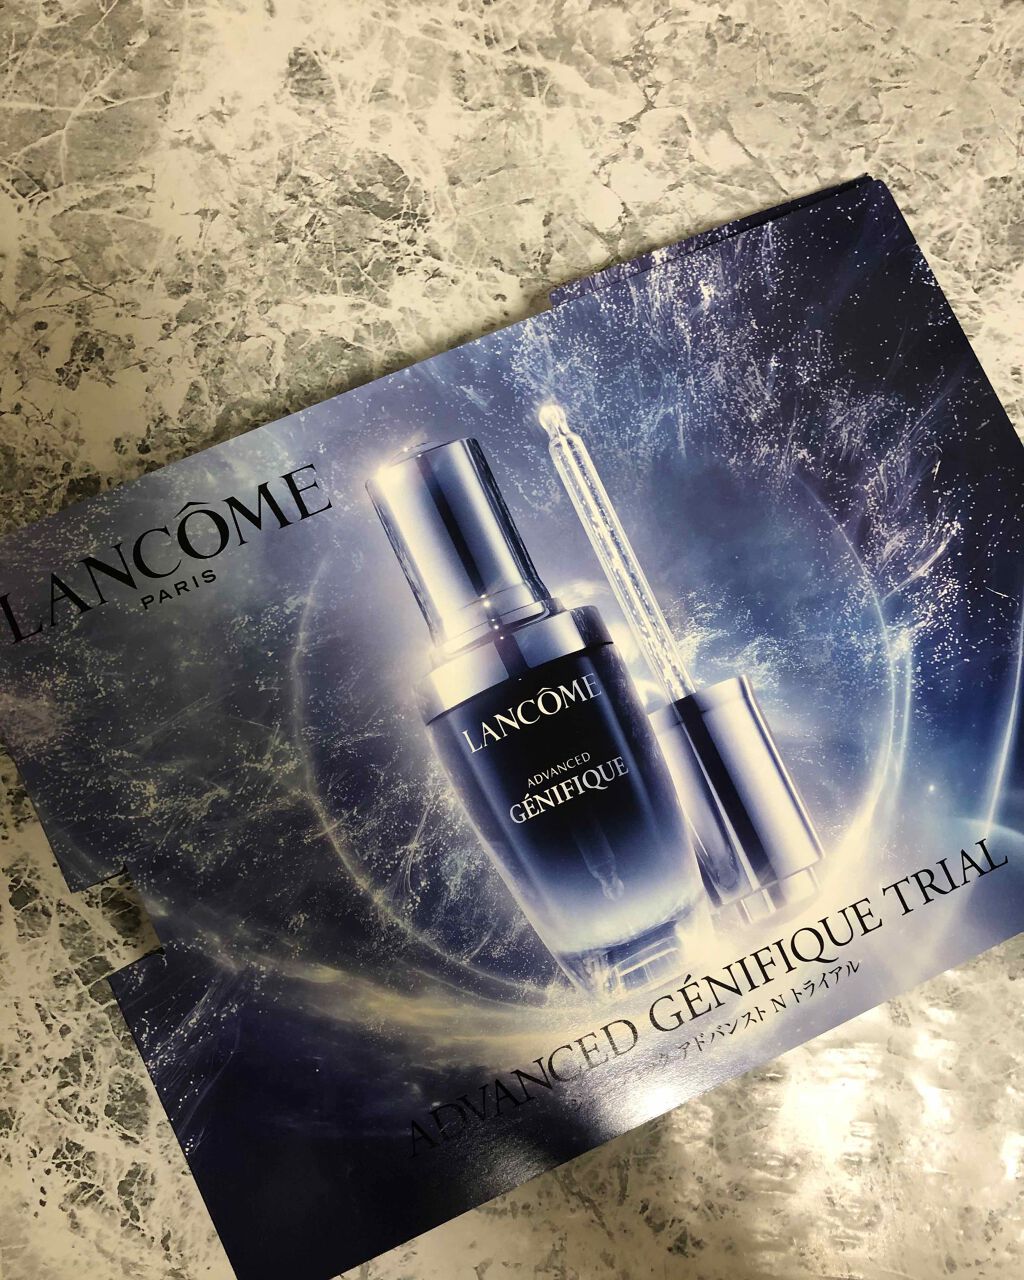 LANCÔME
PARIS
LANCÔME
ADVANCED
GÉNIFIQUE
ADVANCED GÉNIFIQUE TRIAL
アドバンスト N トライアル